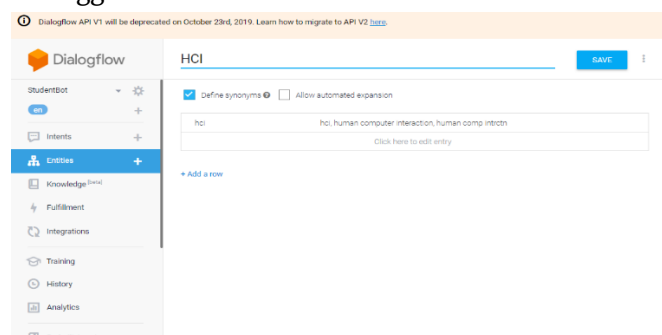 Dialogflow API V1 will be deprecated on October 23rd, 2019. Learn how to migrate to API V2 here.
Dialogflow
HCI
SAVE
StudentBot
Define synonyms
Allow automated expansion
en
hci
hci, human computer interaction, human comp intrctn
Click here to edit entry
Intents
Entities
+ Add a row
Knowledge [beta]
Fulfillment
Integrations
Training
History
Analytics